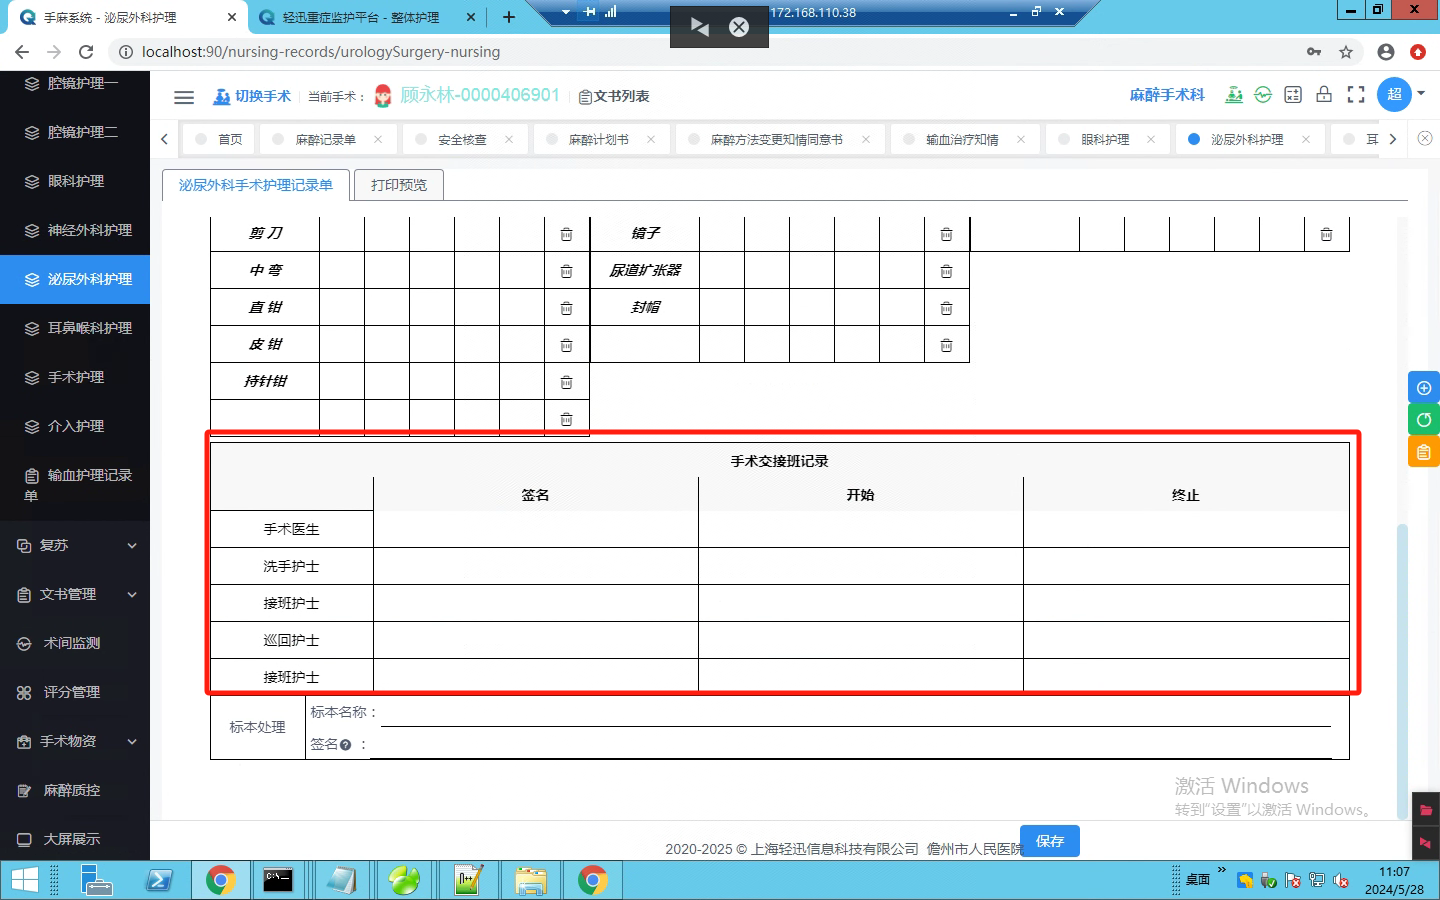 手麻系统 - 泌尿外科护理
轻迅重症监护平台 - 整体护理
172.168.110.38
localhost:90/nursing-records/urologySurgery-nursing
腔镜护理一
腔镜护理二
眼科护理
神经外科护理
泌尿外科护理
耳鼻喉科护理
手术护理
介入护理
输血护理记录
单
复苏
文书管理
术间监测
评分管理
手术物资
麻醉质控
大屏展示
切换手术 当前手术： 顾永林-0000406901 文书列表
麻醉手术科 超
首页 麻醉记录单 安全核查 麻醉计划书 麻醉方法变更知情同意书 输血治疗知情 眼科护理 泌尿外科护理 耳
泌尿外科手术护理记录单 打印预览
剪 刀 镜子
中 弯 尿道扩张器
直 钳 封帽
皮 钳
持针钳
手术交接班记录
签名 开始 终止
手术医生
洗手护士
接班护士
巡回护士
接班护士
标本处理 标本名称：
签名 ：
激活 Windows
转到“设置”以激活 Windows。
2020-2025 © 上海轻迅信息科技有限公司 儋州市人民医院
保存
桌面
11:07
2024/5/28